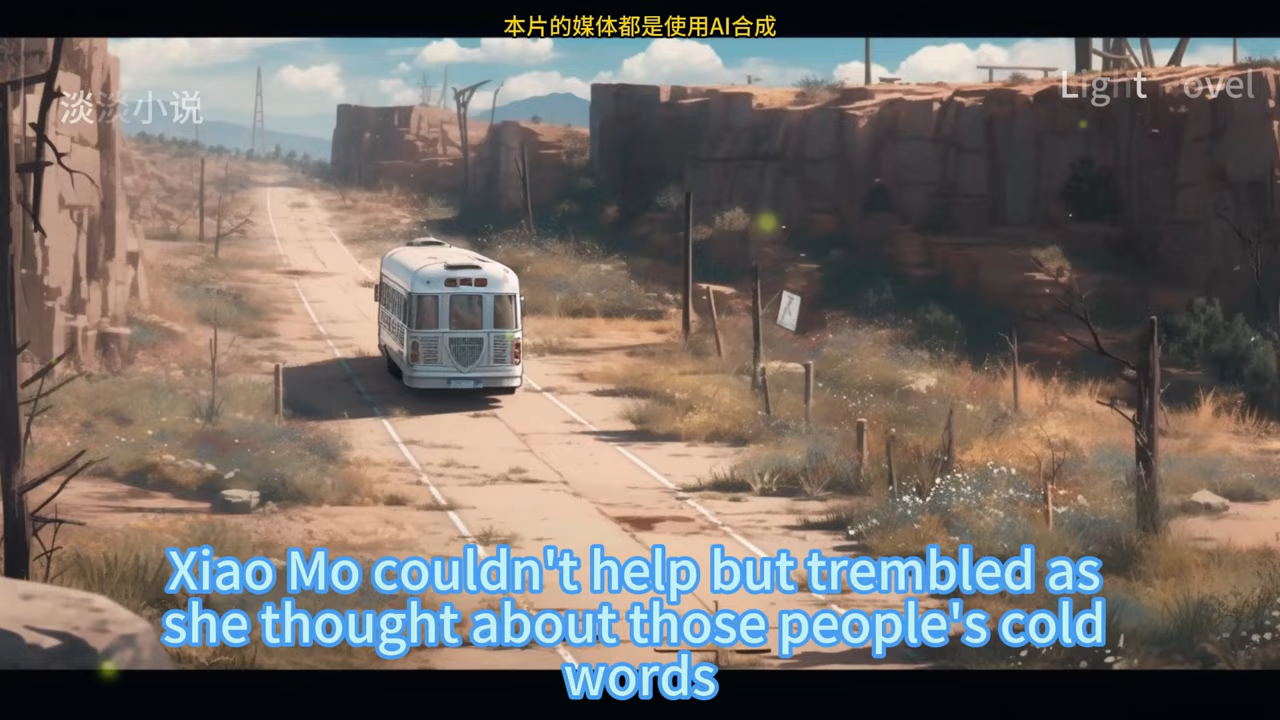 本片的媒体都是使用AI合成
淡淡小说
Light Novel
Xiao Mo couldn't help but trembled as
she thought about those people's cold
words